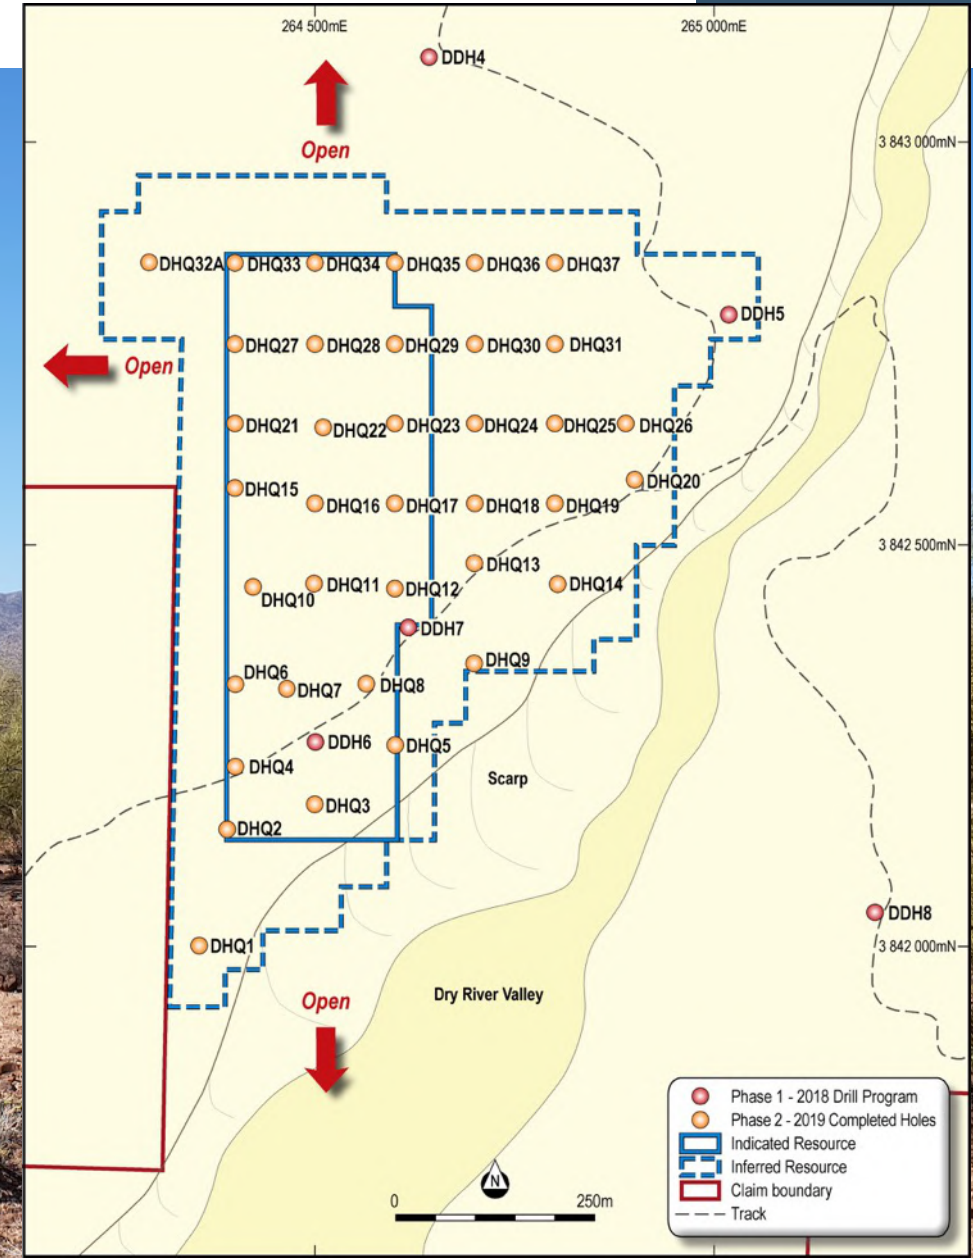 264 500mE
265 000mE
DDH4
3 843 000mN
Open
DHQ32A
DHQ33
DHQ34
DHQ35
DHQ36
DHQ37
DDH5
DHQ27
DHQ28
DHQ29
DHQ30
DHQ31
Open
DHQ21
DHQ22
DHQ23
DHQ24
DHQ25
DHQ26
DHQ15
DHQ20
DHQ16
DHQ17
DHQ18
DHQ19
3 842 500mN
DHQ13
DHQ10
DHQ11
DHQ12
DHQ14
DDH7
DHQ9
DHQ6
DHQ7
DHQ8
DDH6
DHQ5
DHQ4
Scarp
DHQ3
DHQ2
DDH8
DHQ1
3 842 000mN
Open
Dry River Valley
Phase 1 - 2018 Drill Program
Phase 2 - 2019 Completed Holes
Indicated Resource
Inferred Resource
Claim boundary
Track
N
0
250m